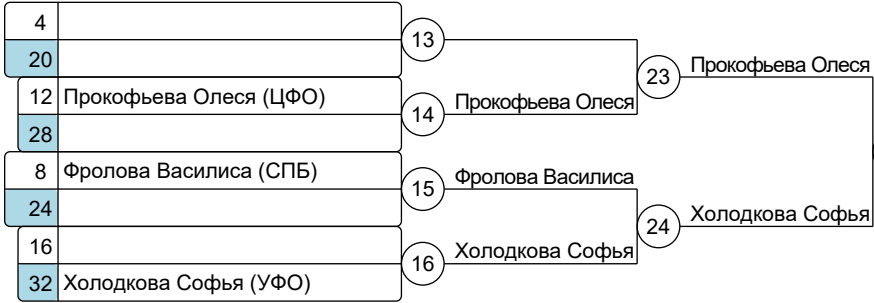 4
13
20
Прокофьева Олеся
23
12 Прокофьева Олеся (ЦФО)
14 Прокофьева Олеся
28
8 Фролова Василиса (СПБ)
15 Фролова Василиса
24
Холодкова Софья
24
16
16 Холодкова Софья
32 Холодкова Софья (УФО)